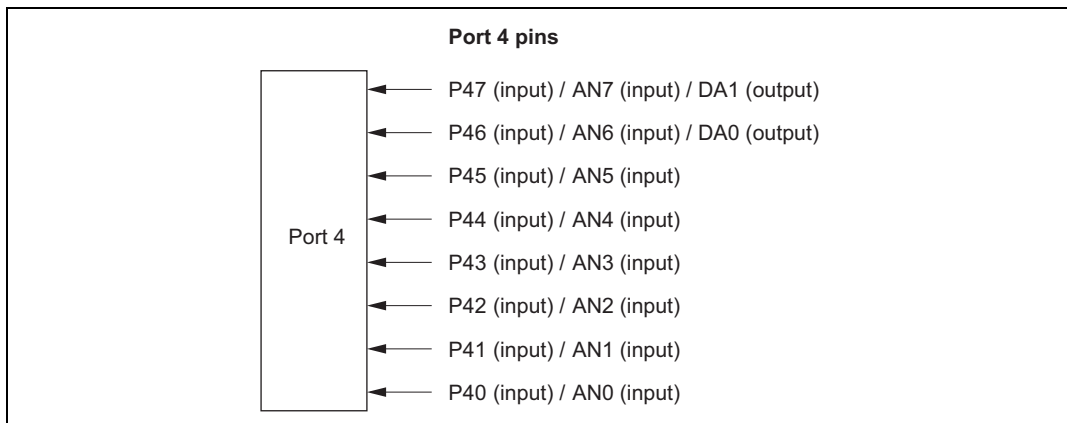 Port 4 pins
P47 (input) / AN7 (input) / DA1 (output)
P46 (input) / AN6 (input) / DA0 (output)
P45 (input) / AN5 (input)
P44 (input) / AN4 (input)
Port 4
P43 (input) / AN3 (input)
P42 (input) / AN2 (input)
P41 (input) / AN1 (input)
P40 (input) / AN0 (input)